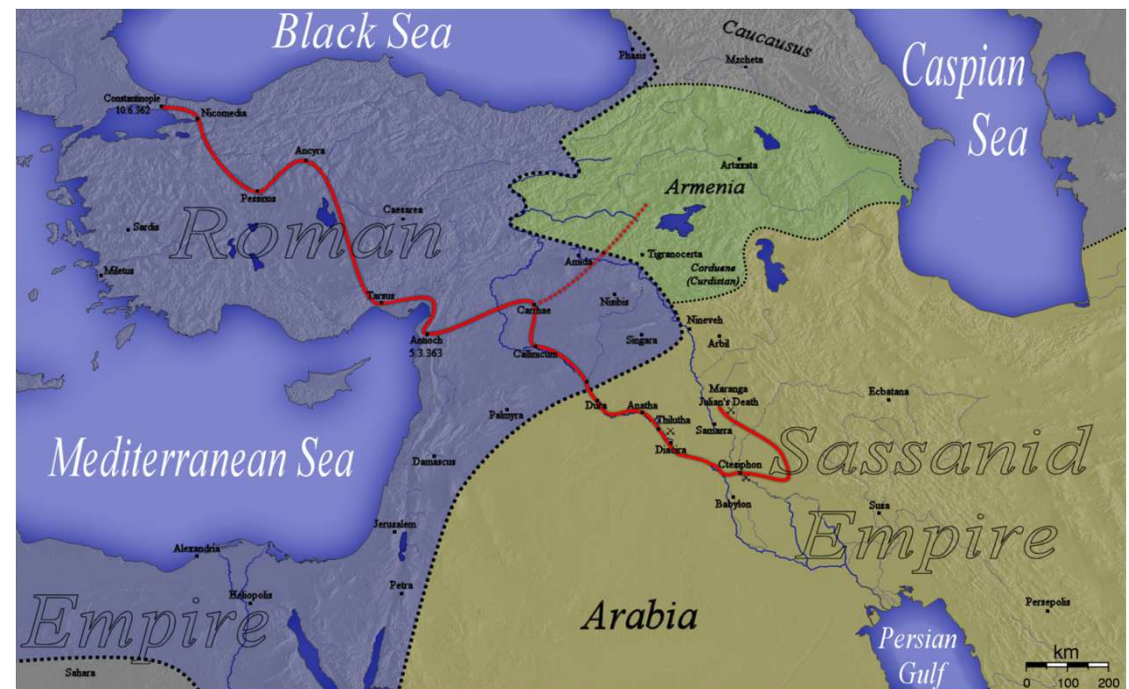 Black Sea
Caucausus
Caspian
Sea
Phasis
Mzcheta
Constantinople
10.6.362
Nicomedia
Ancyra
Artaxata
Armenia
Pessinus
Caesarea
Sardis
Roman
Miletus
Amida
Tigranocerta
Corduene
(Curdistan)
Tarsus
Carrhae
Nisibis
Nineveh
Antioch
5.3.363
Callinicum
Singara
Arbil
Maranga
Julian's Death
Ecbatana
Dura
Anatha
Palmyra
Thilutha
Samarra
Diacira
Sassanid
Mediterranean Sea
Damascus
Ctesiphon
Babylon
Susa
Empire
Jerusalem
Alexandria
Petra
Heliopolis
Empire
Arabia
Persepolis
Persian
Gulf
km
0 100 200
Sahara